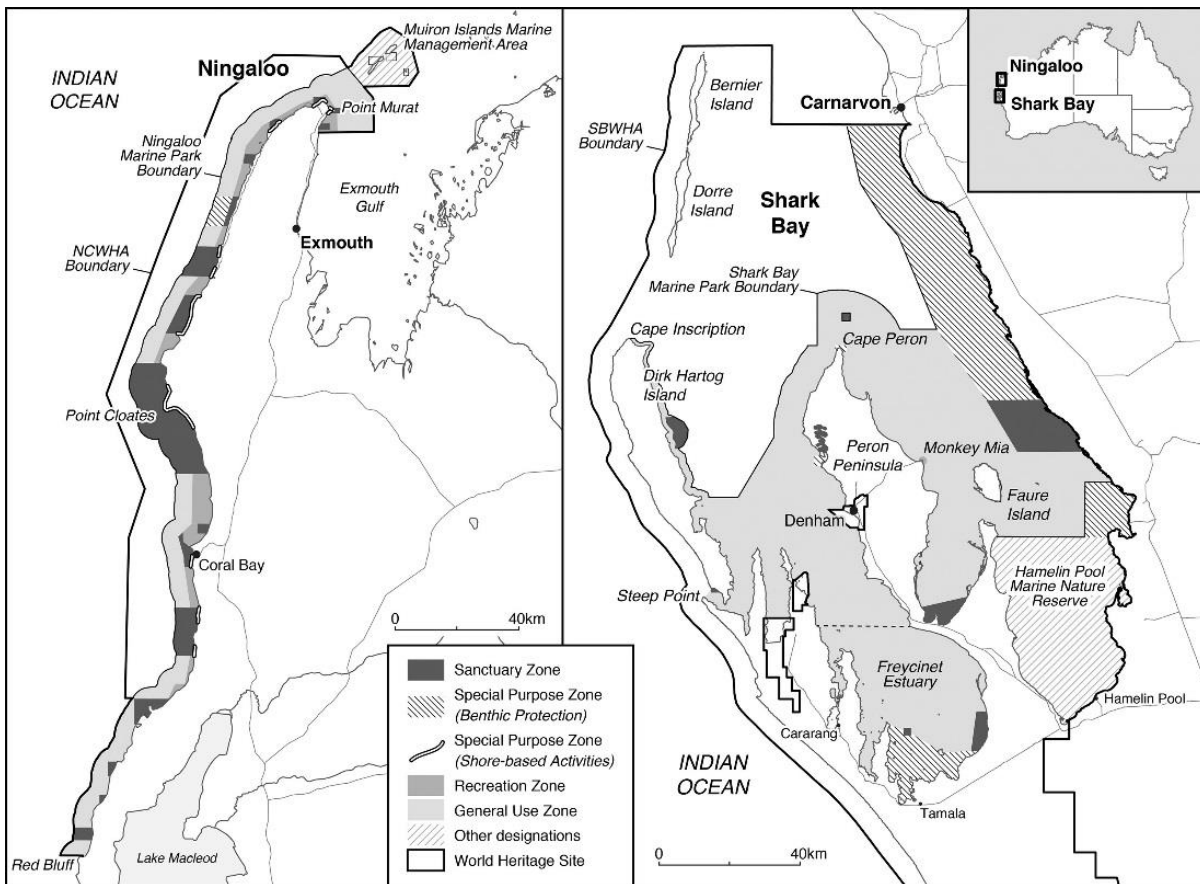 Muiron Islands Marine
Management Area
Ningaloo
INDIAN
OCEAN
Point Murat
Ningaloo
Marine Park
Boundary
Exmouth
Gulf
Exmouth
NCWHA
Boundary
Point Cloates
Coral Bay
0
40km
Red Bluff
Lake Macleod
Sanctuary Zone
Special Purpose Zone
(Benthic Protection)
Special Purpose Zone
(Shore-based Activities)
Recreation Zone
General Use Zone
Other designations
World Heritage Site
Bernier
Island
Carnarvon
SBWHA
Boundary
Dorre
Island
Shark
Bay
Shark Bay
Marine Park Boundary
Cape Inscription
Cape Peron
Dirk Hartog
Island
Peron
Peninsula
Monkey Mia
Faure
Island
Denham
Steep Point
Hamelin Pool
Marine Nature
Reserve
Freycinet
Estuary
Hamelin Pool
Cararang
INDIAN
OCEAN
Tamala
0
40km
Ningaloo
Shark Bay